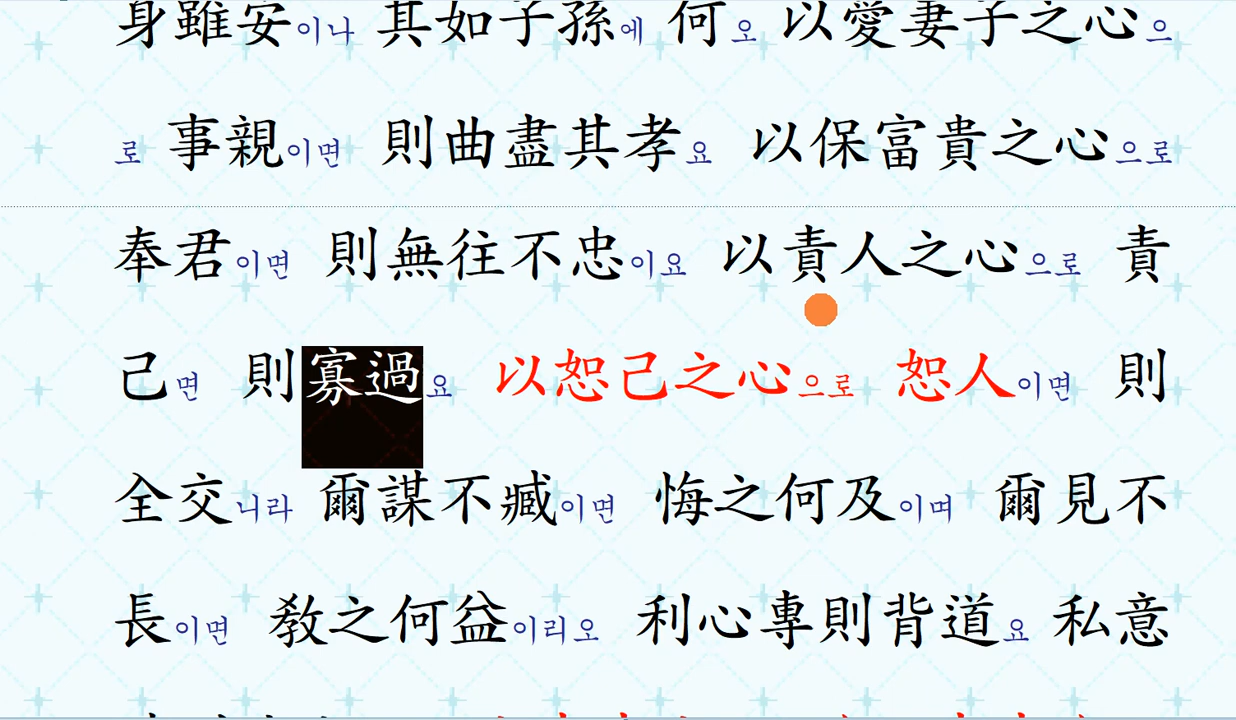 身雖安이나 其如子孫에 何오 以愛妻子之心으
로 事親이면 則曲盡其孝요 以保富貴之心으로
奉君이면 則無往不忠이요 以責人之心으로 責
己면 則寡過요 以恕己之心으로 恕人이면 則
全交니라 爾謀不臧이면 悔之何及이며 爾見不
長이면 敎之何益이리오 利心專則背道요 私意